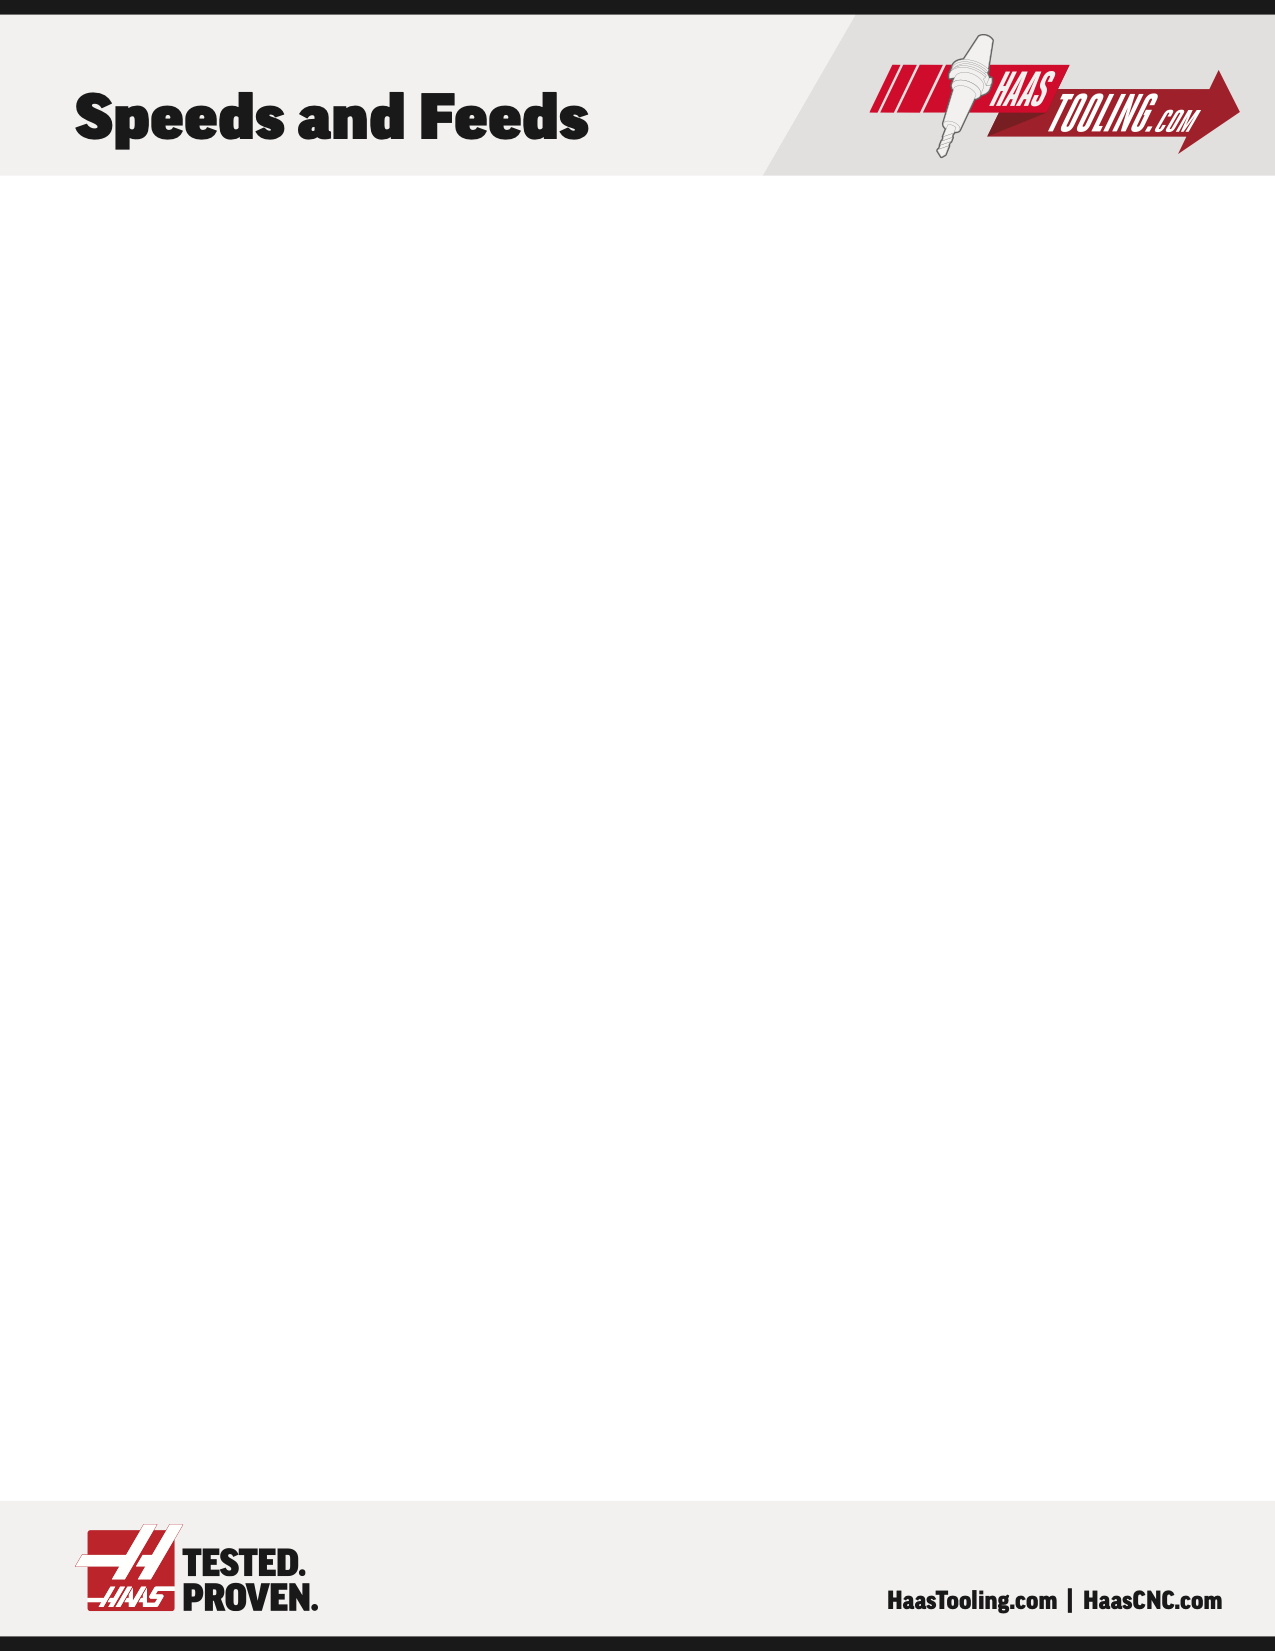 Speeds and Feeds
HAAS
TOOLING.COM
HAAS
TESTED.
PROVEN.
HaasTooling.com | HaasCNC.com